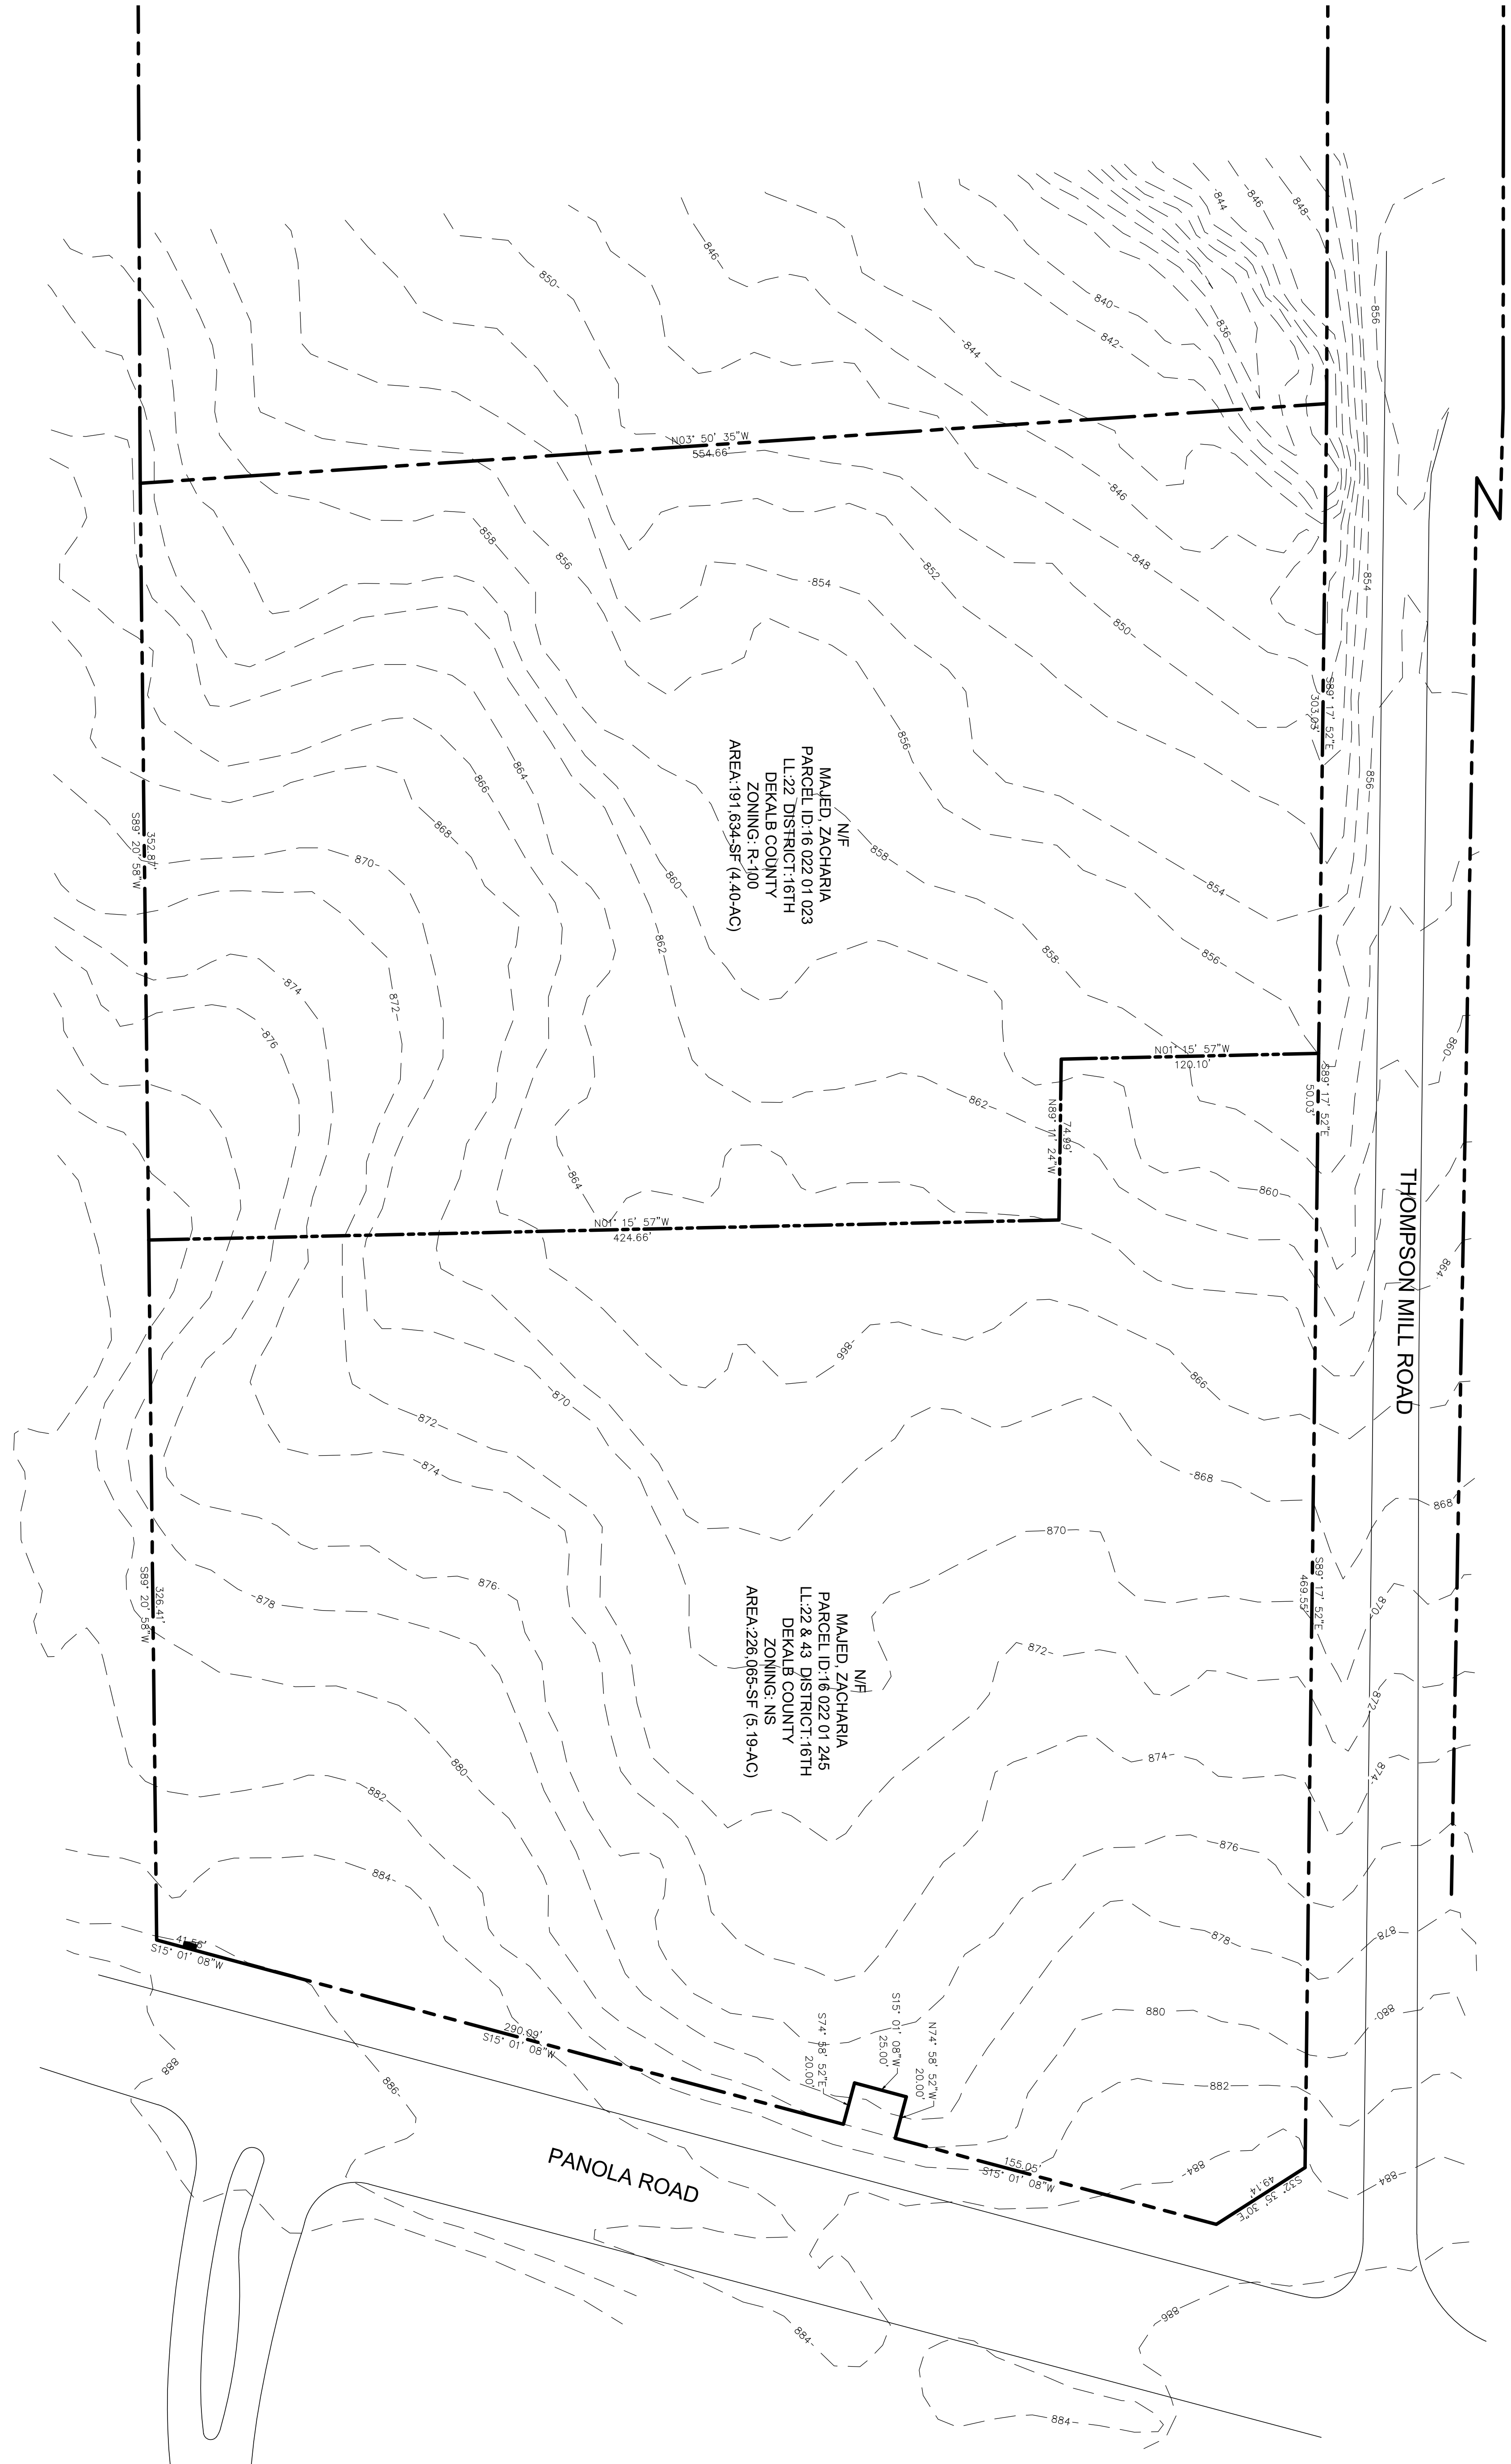 THOMPSON MILL ROAD
PANOLA ROAD
N/F
MAJED, ZACHARIA
PARCEL ID:16 022 01 023
LL:22 DISTRICT:16TH
DEKALB COUNTY
ZONING: R-100
AREA:191,634-SF (4.40-AC)
N/F
MAJED, ZACHARIA
PARCEL ID:16 022 01 245
LL:22 & 43 DISTRICT:16TH
DEKALB COUNTY
ZONING: NS
AREA:226,065-SF (5.19-AC)
N03° 50' 35"W
554.66'
S89° 17' 52"E
303.03'
352.87'
S89° 20' 58"W
N01° 15' 57"W
120.10'
S89° 17' 52"E
50.03'
74.99'
N89° 11' 24"W
N01° 15' 57"W
424.66'
S89° 17' 52"E
469.55'
326.41'
S89° 20' 58"W
41.56'
S15° 01' 08"W
290.09'
S15° 01' 08"W
S74° 58' 52"E
20.00'
S15° 01' 08"W
25.00'
N74° 58' 52"W
20.00'
155.05'
S15° 01' 08"W
S32° 35' 30"E
49.14'
844
846
848
846
850
840
836
842
844
856
846
848
854
858
856
854
852
850
856
864
866
868
856
870
858
860
854
862
858
856
872
874
876
860
862
860
864
864
866
866
870
872
874
868
868
870
876
878
870
872
872
880
874
874
882
876
884
878
878
880
880
882
888
886
884
884
886
884
884